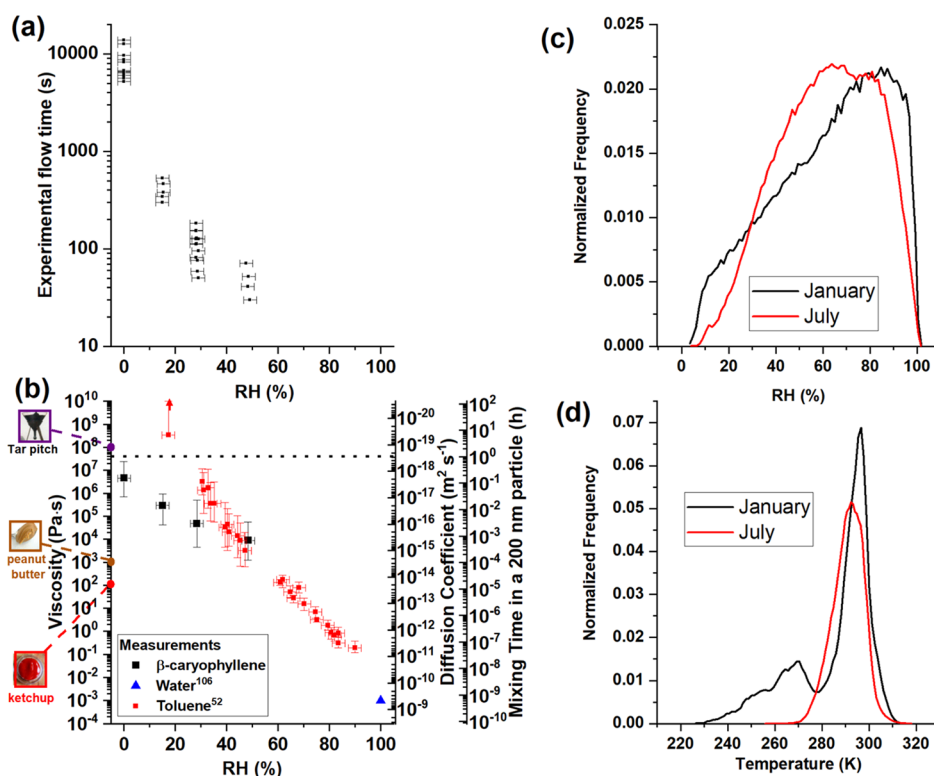 (a)
Experimental flow time (s)
10000
1000
100
10
0 20 40 60 80 100
RH (%)
(b)
Viscosity (Pa·s)
10^10
10^9
10^8
10^7
10^6
10^5
10^4
10^3
10^2
10^1
10^0
10^-1
10^-2
10^-3
10^-4
Tar pitch
peanut
butter
ketchup
Measurements
β-caryophyllene
Water^106
Toluene^52
0 20 40 60 80 100
RH (%)
Diffusion Coefficient (m^2 s^-1)
10^-20
10^-19
10^-18
10^-17
10^-16
10^-15
10^-14
10^-13
10^-12
10^-11
10^-10
10^-9
Mixing Time in a 200 nm particle (h)
10^2
10^1
10^0
10^-1
10^-2
10^-3
10^-4
10^-5
10^-6
10^-7
10^-8
10^-9
10^-10
(c)
Normalized Frequency
0.025
0.020
0.015
0.010
0.005
0.000
January
July
0 20 40 60 80 100
RH (%)
(d)
Normalized Frequency
0.07
0.06
0.05
0.04
0.03
0.02
0.01
0.00
January
July
220 240 260 280 300 320
Temperature (K)